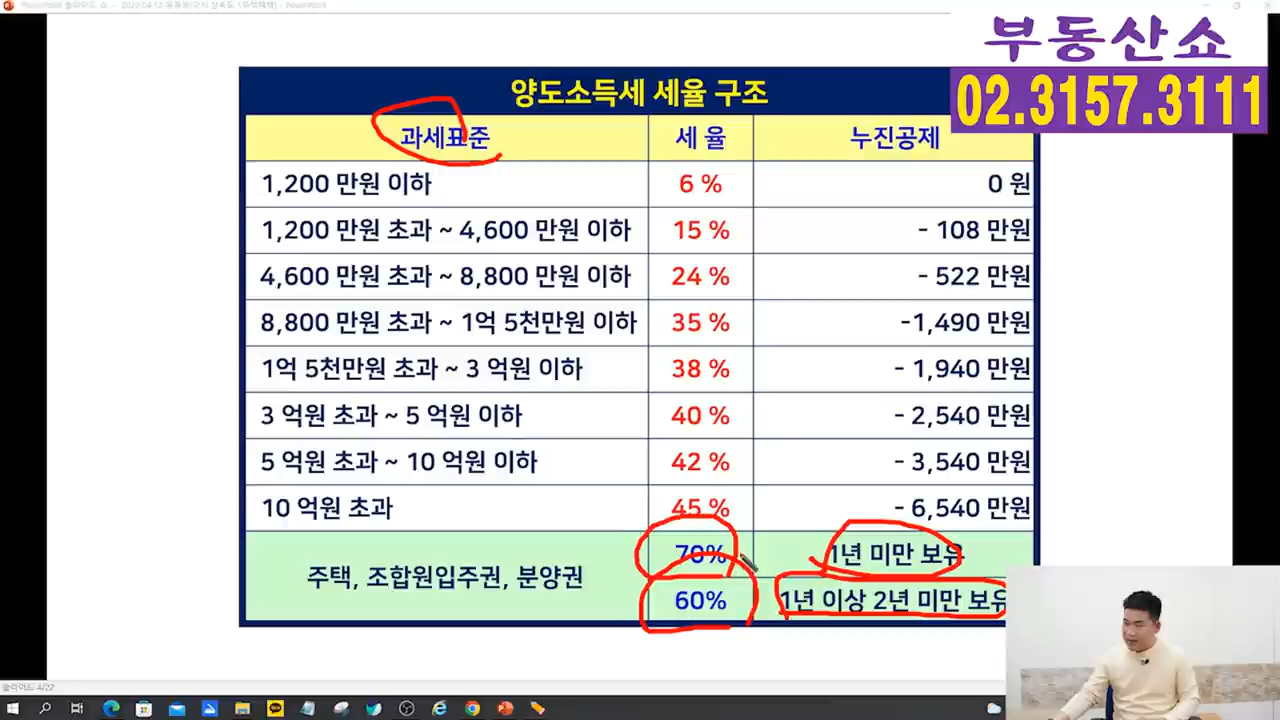 부동산쇼
02.3157.3111
양도소득세 세율 구조
과세표준 세 율 누진공제
1,200 만원 이하 6 % 0 원
1,200 만원 초과 ~ 4,600 만원 이하 15 % - 108 만원
4,600 만원 초과 ~ 8,800 만원 이하 24 % - 522 만원
8,800 만원 초과 ~ 1억 5천만원 이하 35 % -1,490 만원
1억 5천만원 초과 ~ 3 억원 이하 38 % - 1,940 만원
3 억원 초과 ~ 5 억원 이하 40 % - 2,540 만원
5 억원 초과 ~ 10 억원 이하 42 % - 3,540 만원
10 억원 초과 45 % - 6,540 만원
주택, 조합원입주권, 분양권
70% 1년 미만 보유
60% 1년 이상 2년 미만 보유
슬라이드 4/22